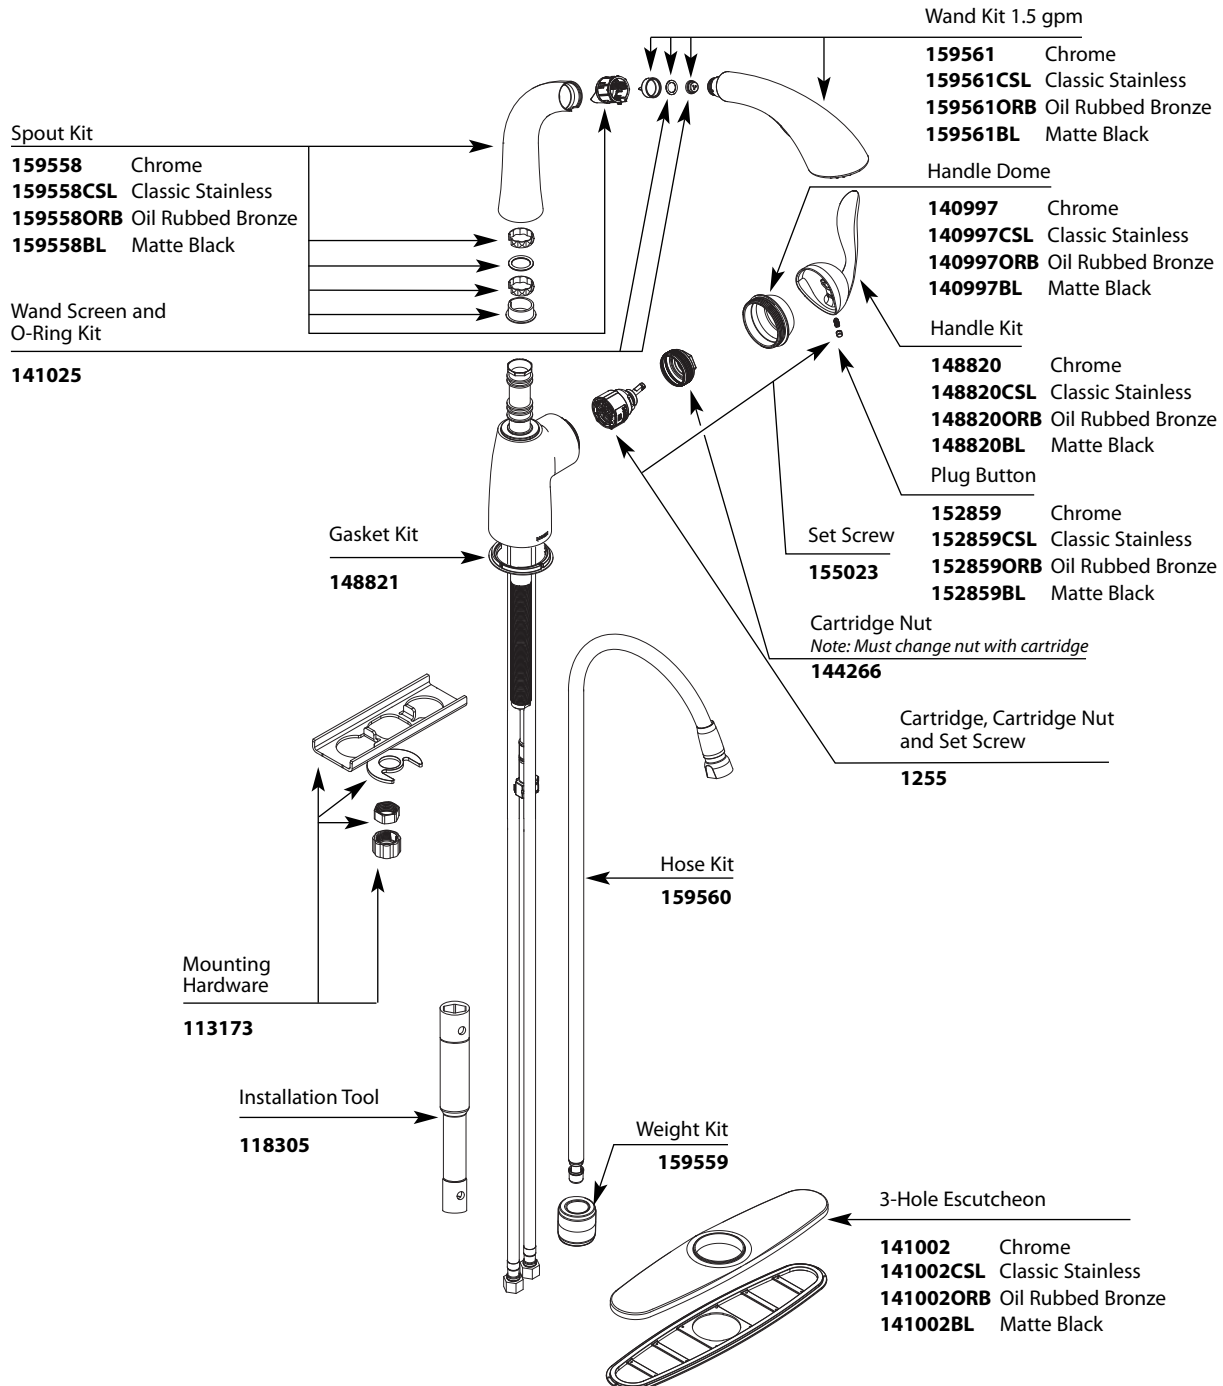 Wand Kit 1.5 gpm
159561 Chrome
159561CSL Classic Stainless
159561ORB Oil Rubbed Bronze
159561BL Matte Black
Spout Kit
159558 Chrome
159558CSL Classic Stainless
159558ORB Oil Rubbed Bronze
159558BL Matte Black
Handle Dome
140997 Chrome
140997CSL Classic Stainless
140997ORB Oil Rubbed Bronze
140997BL Matte Black
Wand Screen and
O-Ring Kit
141025
Handle Kit
148820 Chrome
148820CSL Classic Stainless
148820ORB Oil Rubbed Bronze
148820BL Matte Black
Plug Button
152859 Chrome
152859CSL Classic Stainless
152859ORB Oil Rubbed Bronze
152859BL Matte Black
Gasket Kit
148821
Set Screw
155023
Cartridge Nut
Note: Must change nut with cartridge
144266
Cartridge, Cartridge Nut
and Set Screw
1255
Hose Kit
159560
Mounting
Hardware
113173
Installation Tool
118305
Weight Kit
159559
3-Hole Escutcheon
141002 Chrome
141002CSL Classic Stainless
141002ORB Oil Rubbed Bronze
141002BL Matte Black